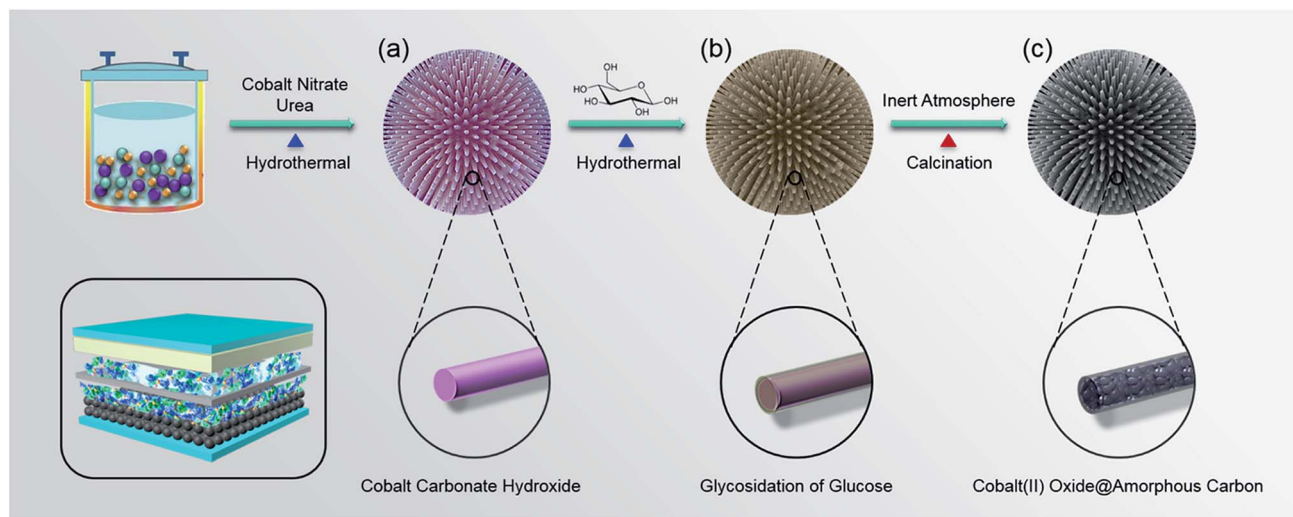 (a)
(b)
(c)
Cobalt Nitrate
Urea
Hydrothermal
OH
HO
HO
O
OH
OH
Hydrothermal
Inert Atmosphere
Calcination
Cobalt Carbonate Hydroxide
Glycosidation of Glucose
Cobalt(II) Oxide@Amorphous Carbon